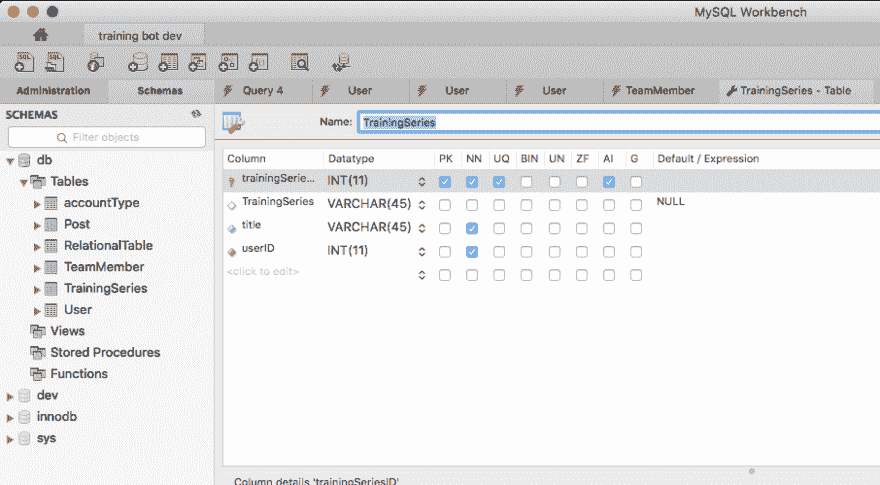 MySQL Workbench
training bot dev
SQL SQL
Administration Schemas Query 4 User User User TeamMember TrainingSeries - Table
SCHEMAS
Name: TrainingSeries
Filter objects
Column Datatype PK NN UQ BIN UN ZF AI G Default / Expression
db
trainingSerie... INT(11)
Tables
TrainingSeries VARCHAR(45) NULL
accountType
title VARCHAR(45)
Post
userID INT(11)
RelationalTable
<click to edit>
TeamMember
TrainingSeries
User
Views
Stored Procedures
Functions
dev
innodb
sys
Column details 'trainingSeriesID'